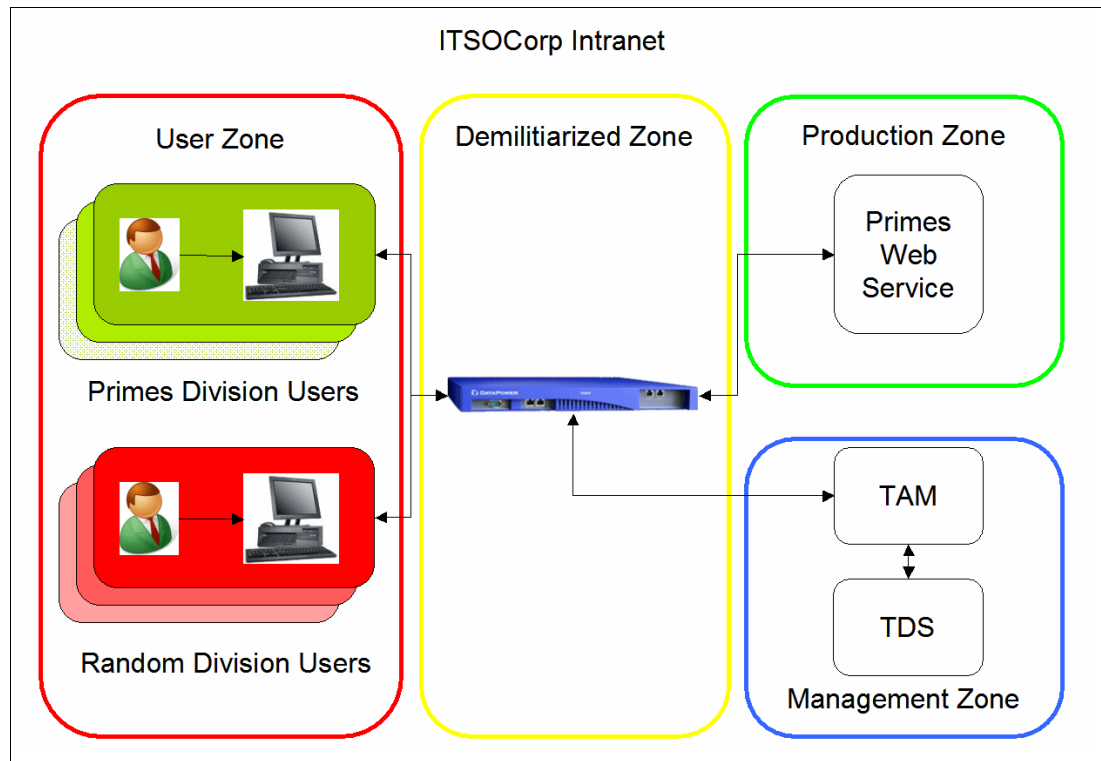 ITSOCorp Intranet
User Zone
Demilitiarized Zone
Production Zone
Primes
Web
Service
Primes Division Users
DATAPOWER
TAM
TDS
Random Division Users
Management Zone